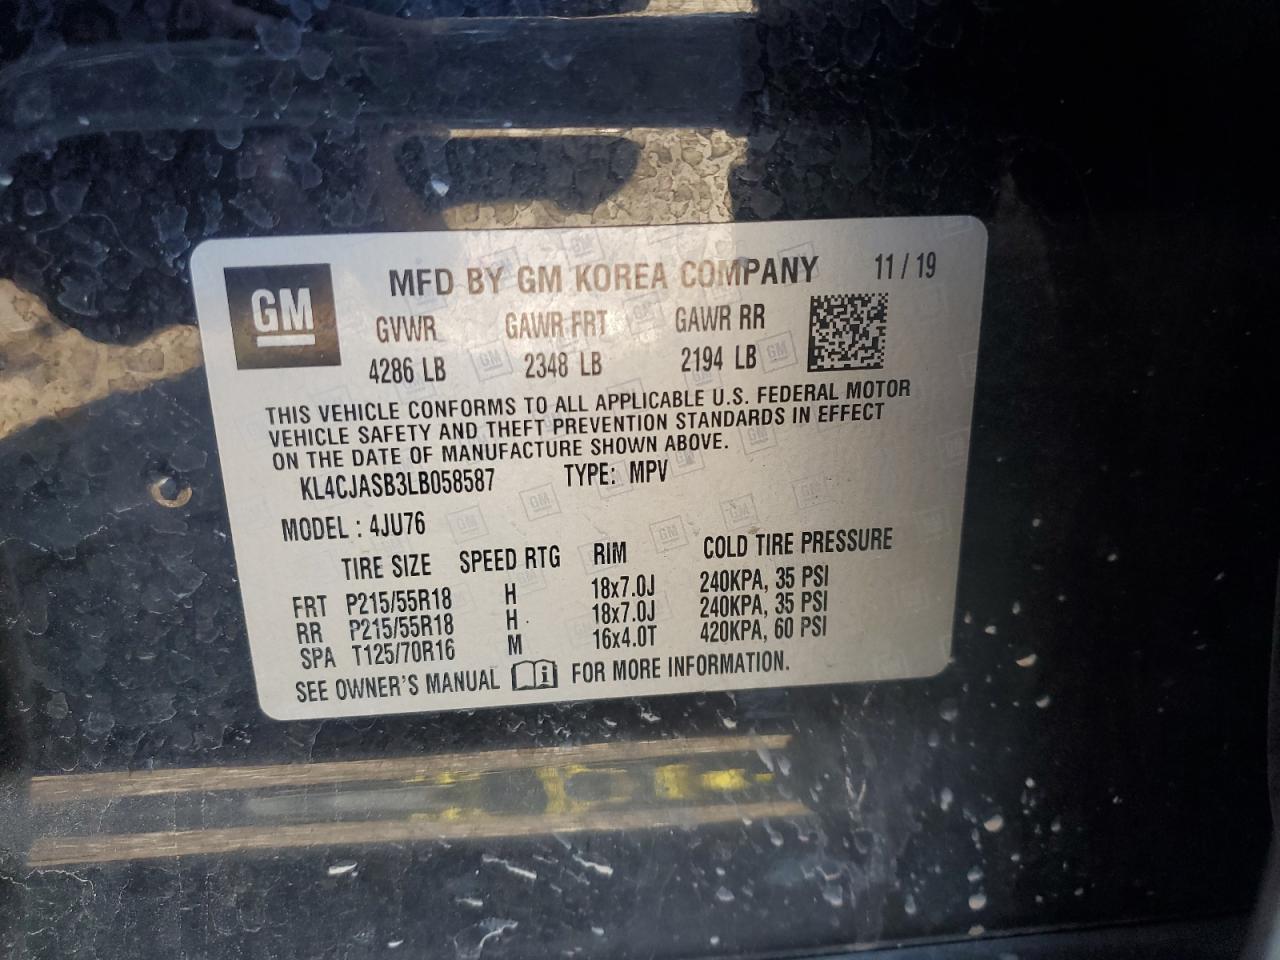 GM
MFD BY GM KOREA COMPANY 11 / 19
GVWR GAWR FRT GAWR RR
4286 LB 2348 LB 2194 LB
THIS VEHICLE CONFORMS TO ALL APPLICABLE U.S. FEDERAL MOTOR
VEHICLE SAFETY AND THEFT PREVENTION STANDARDS IN EFFECT
ON THE DATE OF MANUFACTURE SHOWN ABOVE.
KL4CJASB3LB058587 TYPE: MPV
MODEL : 4JU76
TIRE SIZE SPEED RTG RIM COLD TIRE PRESSURE
FRT P215/55R18 H 18x7.0J 240KPA, 35 PSI
RR P215/55R18 H 18x7.0J 240KPA, 35 PSI
SPA T125/70R16 M 16x4.0T 420KPA, 60 PSI
SEE OWNER'S MANUAL i FOR MORE INFORMATION.